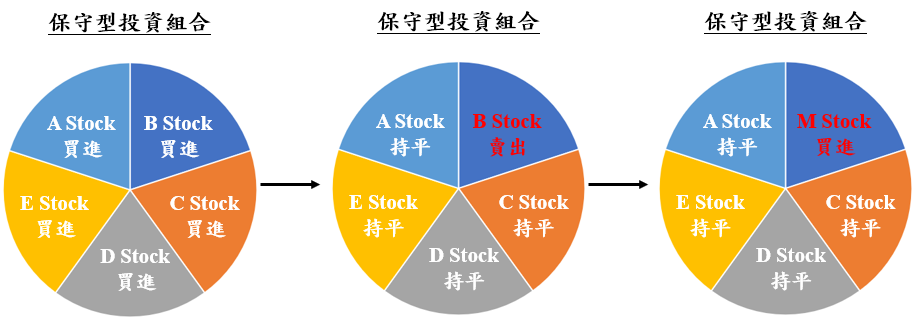 保守型投資組合
A Stock
買進
B Stock
買進
E Stock
買進
C Stock
買進
D Stock
買進
保守型投資組合
A Stock
持平
B Stock
賣出
E Stock
持平
C Stock
持平
D Stock
持平
保守型投資組合
A Stock
持平
M Stock
買進
E Stock
持平
C Stock
持平
D Stock
持平